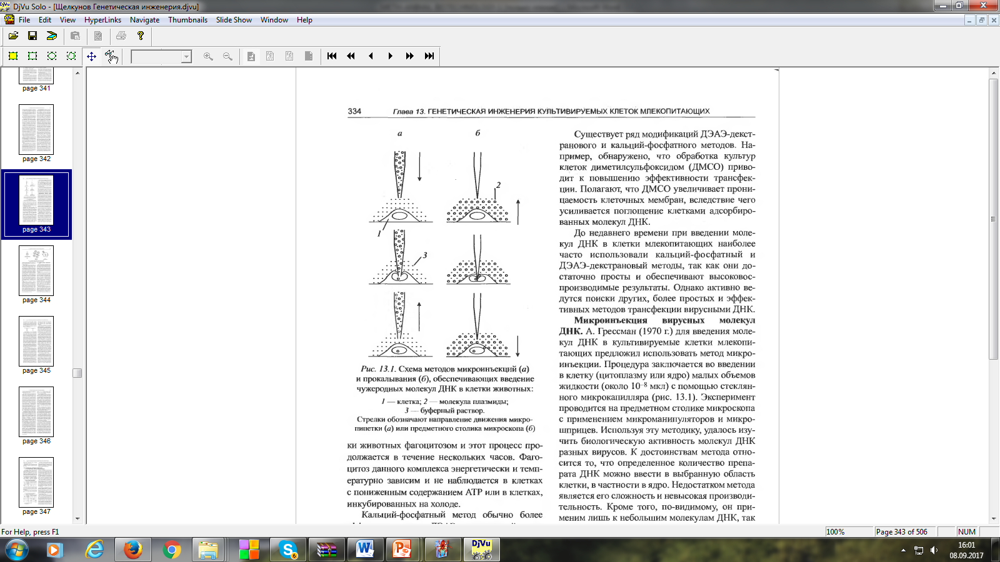 DjVu Solo - [Щелкунов Генетическая инженерия.djvu]
File Edit View HyperLinks Navigate Thumbnails Slide Show Window Help
page 341
page 342
page 343
page 344
page 345
page 346
page 347
334 Глава 13. ГЕНЕТИЧЕСКАЯ ИНЖЕНЕРИЯ КУЛЬТИВИРУЕМЫХ КЛЕТОК МЛЕКОПИТАЮЩИХ
а б
2
1
3
Рис. 13.1. Схема методов микроинъекций (а)
и прокалывания (б), обеспечивающих введение
чужеродных молекул ДНК в клетки животных:
1 — клетка; 2 — молекула плазмиды;
3 — буферный раствор.
Стрелки обозначают направление движения микро-
пипетки (а) или предметного столика микроскопа (б)
ки животных фагоцитозом и этот процесс про-
должается в течение нескольких часов. Фаго-
цитоз данного комплекса энергетически и темп-
ературно зависим и не наблюдается в клетках
с пониженным содержанием АТР или в клетках,
инкубированных на холоде.
Кальций-фосфатный метод обычно более
Существует ряд модификаций ДЭАЭ-декст-
ранового и кальций-фосфатного методов. На-
пример, обнаружено, что обработка культур
клеток диметилсульфоксидом (ДМСО) приво-
дит к повышению эффективности трансфек-
ции. Полагают, что ДМСО увеличивает прони-
цаемость клеточных мембран, вследствие чего
усиливается поглощение клетками адсорбиро-
ванных молекул ДНК.
До недавнего времени при введении моле-
кул ДНК в клетки млекопитающих наиболее
часто использовали кальций-фосфатный и
ДЭАЭ-декстрановый методы, так как они до-
статочно просты и обеспечивают высоковос-
производимые результаты. Однако активно ве-
дутся поиски других, более простых и эффек-
тивных методов трансфекции вирусными ДНК.
Микроинъекция вирусных молекул
ДНК. А. Грессман (1970 г.) для введения моле-
кул ДНК в культивируемые клетки млекопи-
тающих предложил использовать метод микро-
инъекции. Процедура заключается во введении
в клетку (цитоплазму или ядро) малых объемов
жидкости (около 10⁻⁸ мкл) с помощью стеклян-
ного микрокапилляра (рис. 13.1). Эксперимент
проводится на предметном столике микроскопа
с применением микроманипуляторов и микро-
шприцев. Используя эту методику, удалось изу-
чить биологическую активность молекул ДНК
разных вирусов. К достоинствам метода отно-
сится то, что определенное количество препа-
рата ДНК можно ввести в выбранную область
клетки, в частности в ядро. Недостатком метода
является его сложность и невысокая производи-
тельность. Кроме того, по-видимому, он при-
меним лишь к небольшим молекулам ДНК, так
For Help, press F1 100% Page 343 of 506 NUM
16:01
08.09.2017